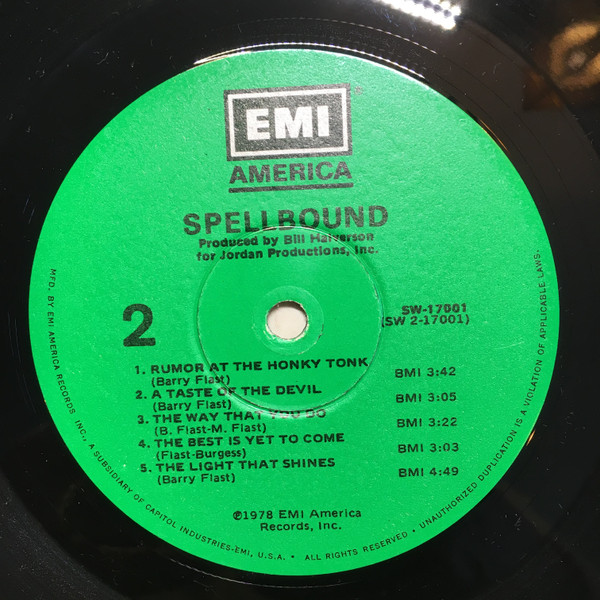 EMI
AMERICA
SPELLBOUND
Produced by Bill Halverson
for Jordan Productions, Inc.
2
SW-17001
(SW 2-17001)
1. RUMOR AT THE HONKY TONK BMI 3:42
(Barry Flast)
2. A TASTE OF THE DEVIL BMI 3:05
(Barry Flast)
3. THE WAY THAT YOU DO BMI 3:22
(B. Flast-M. Flast)
4. THE BEST IS YET TO COME BMI 3:03
(Flast-Burgess)
5. THE LIGHT THAT SHINES BMI 4:49
(Barry Flast)
℗1978 EMI America
Records, Inc.
MFD. BY EMI AMERICA RECORDS, INC., A SUBSIDIARY OF CAPITOL INDUSTRIES-EMI, U.S.A. • ALL RIGHTS RESERVED • UNAUTHORIZED DUPLICATION IS A VIOLATION OF APPLICABLE LAWS.